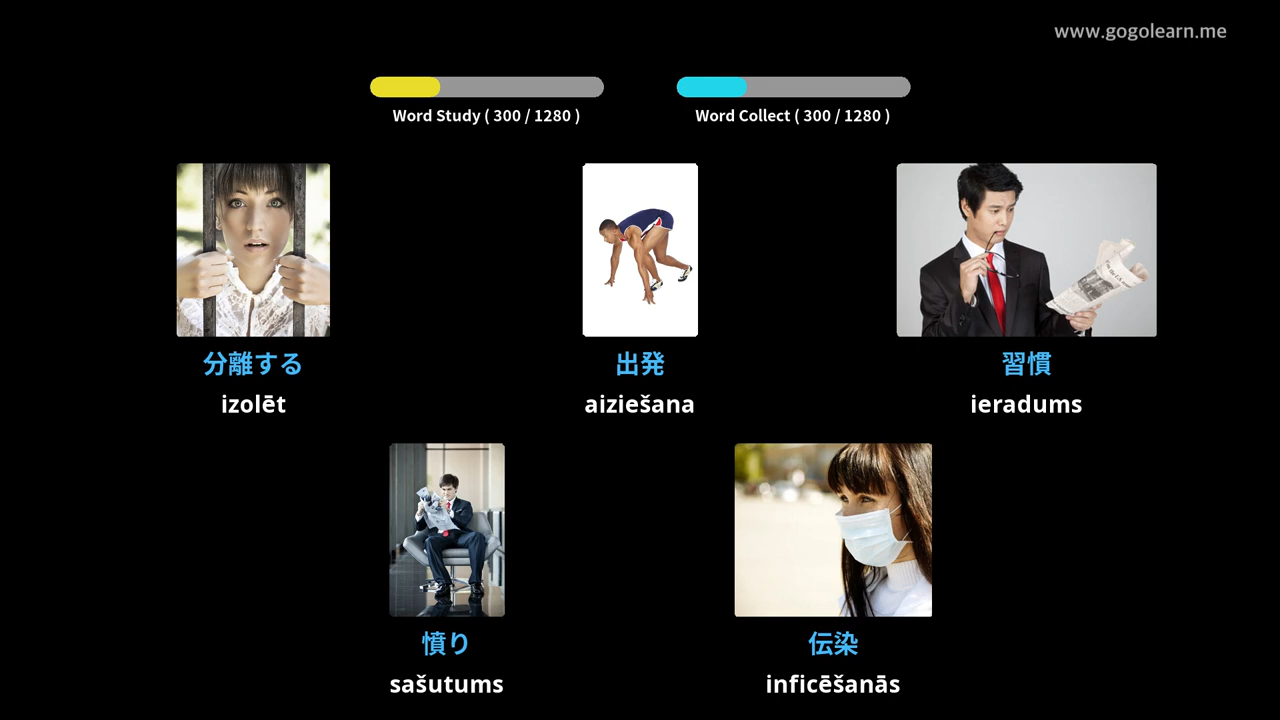 www.gogolearn.me
Word Study ( 300 / 1280 )
Word Collect ( 300 / 1280 )
分離する
izolēt
出発
aiziešana
習慣
ieradums
憤り
sašutums
伝染
inficēšanās